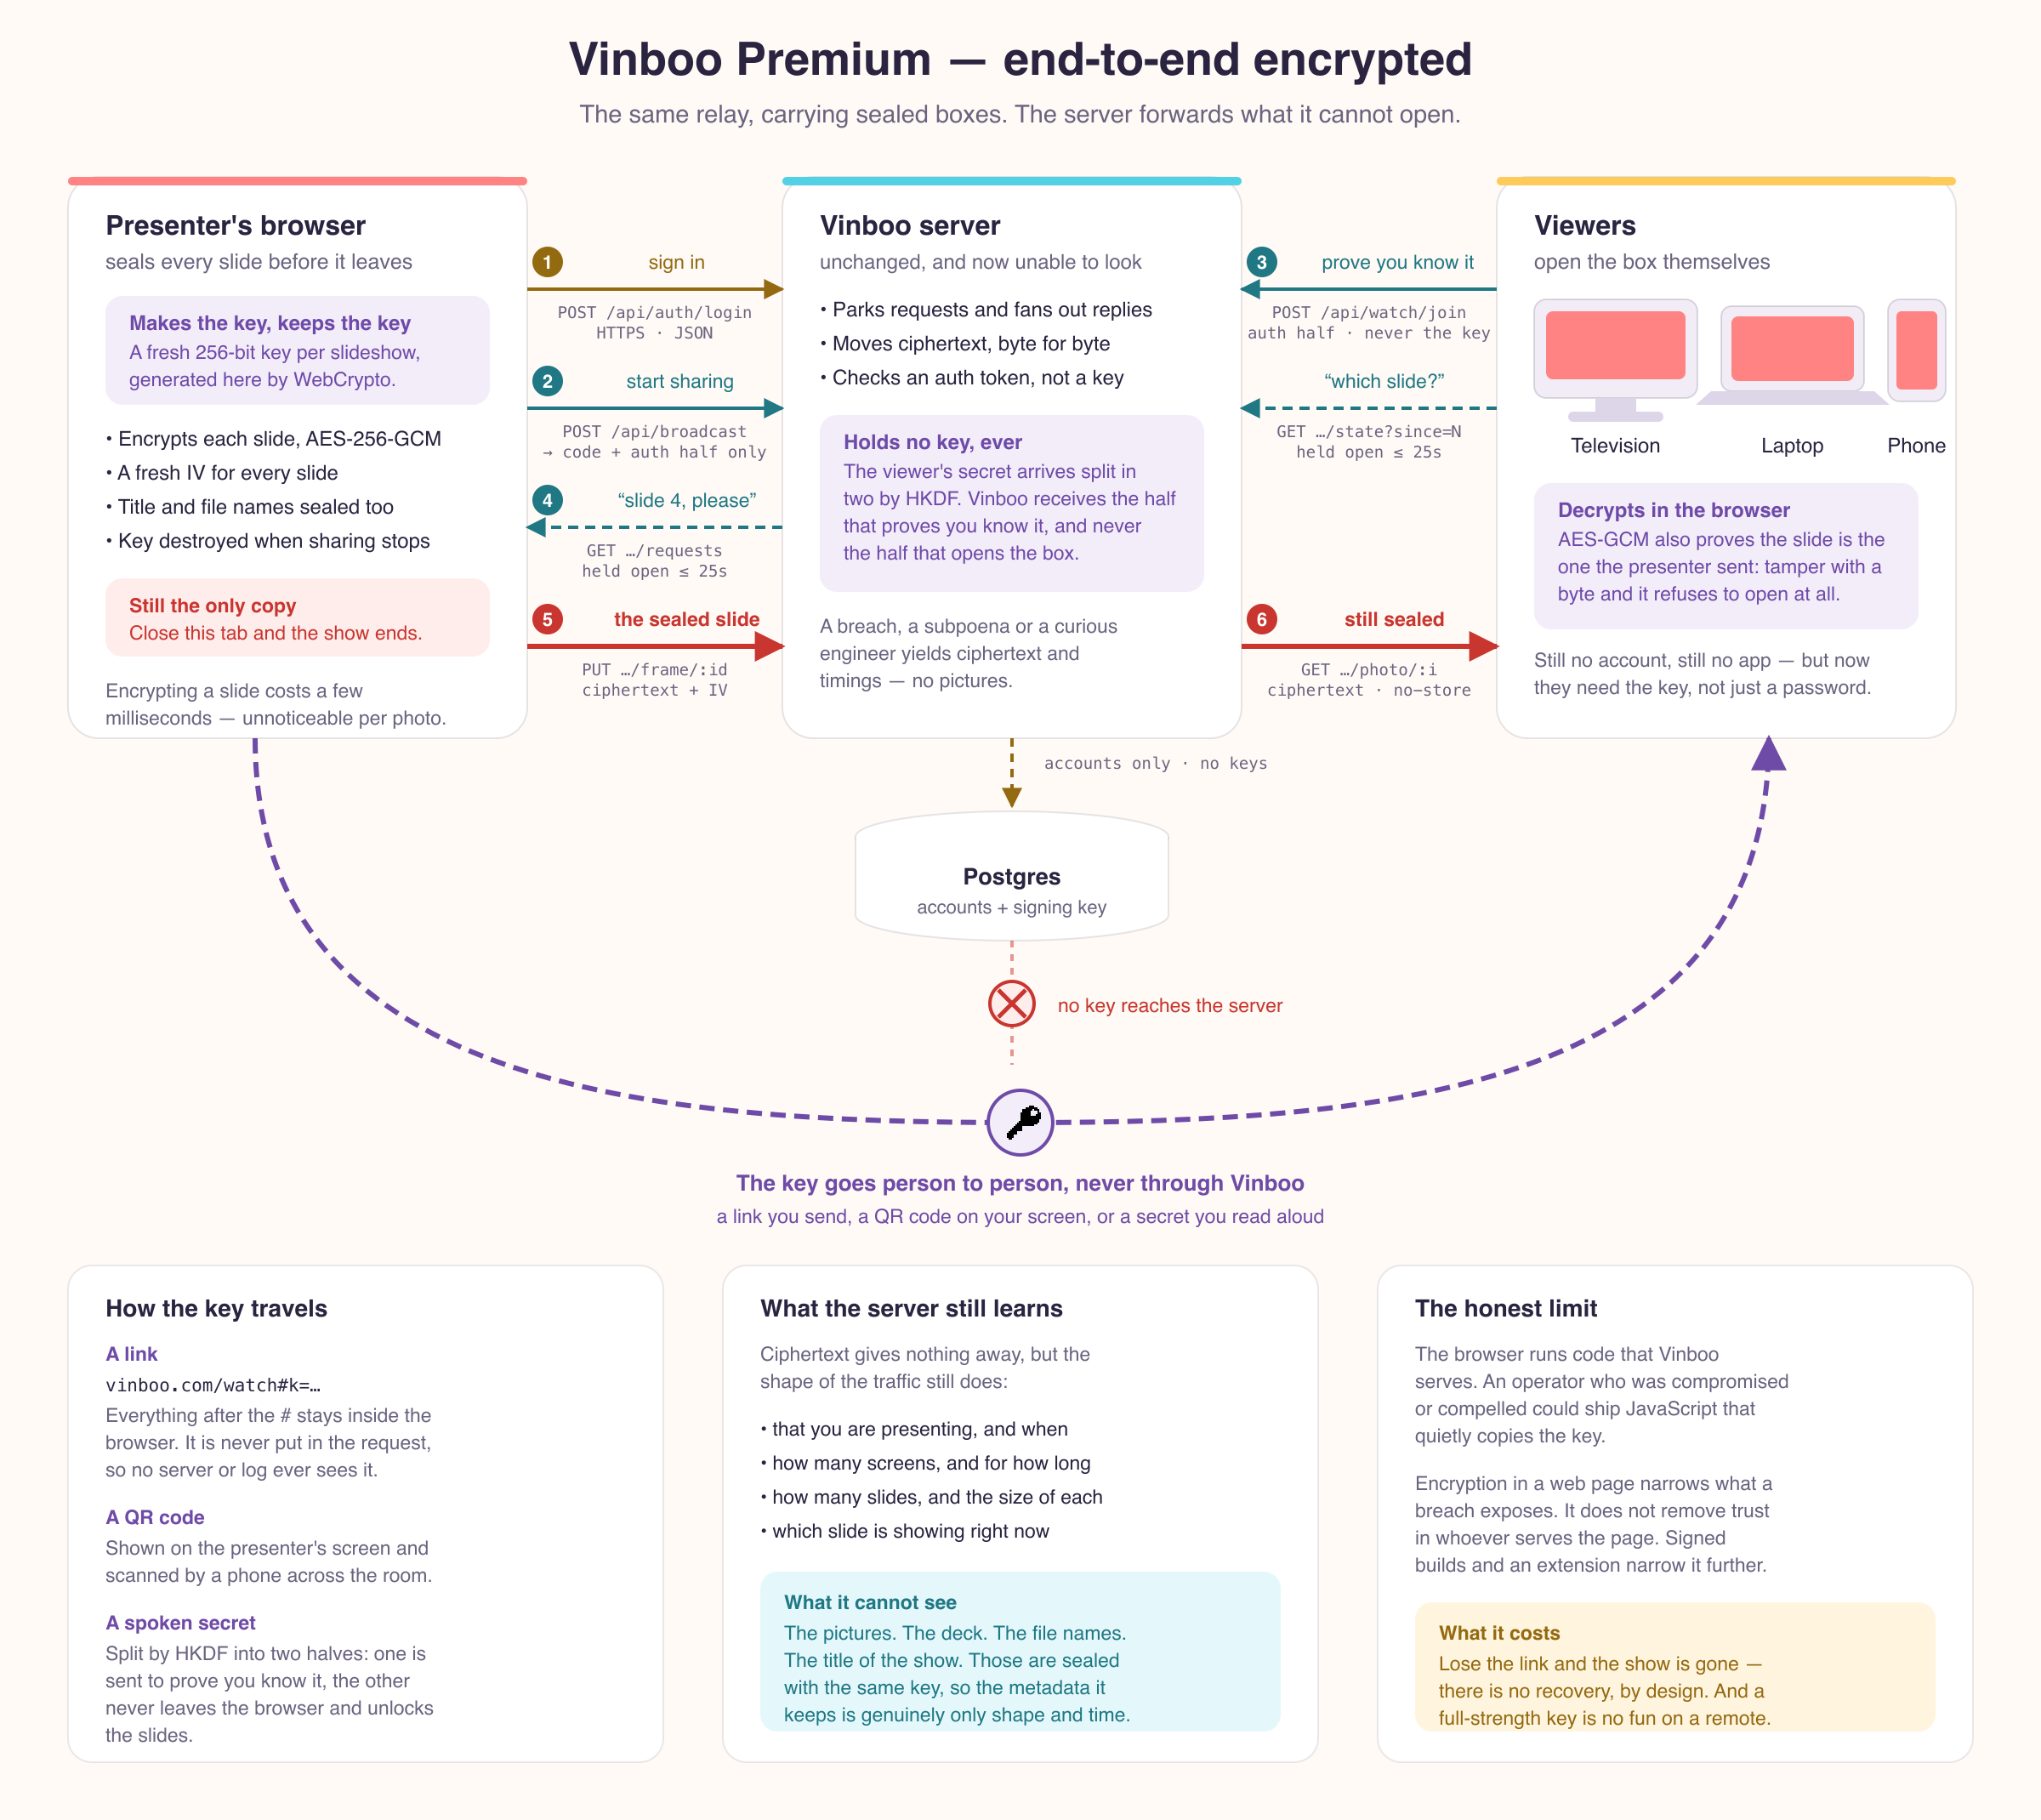 Vinboo Premium — end-to-end encrypted
The same relay, carrying sealed boxes. The server forwards what it cannot open.
Presenter's browser
seals every slide before it leaves
Makes the key, keeps the key
A fresh 256-bit key per slideshow,
generated here by WebCrypto.
• Encrypts each slide, AES-256-GCM
• A fresh IV for every slide
• Title and file names sealed too
• Key destroyed when sharing stops
Still the only copy
Close this tab and the show ends.
Encrypting a slide costs a few
milliseconds — unnoticeable per photo.
1 sign in
POST /api/auth/login
HTTPS · JSON
2 start sharing
POST /api/broadcast
→ code + auth half only
4 “slide 4, please”
GET …/requests
held open ≤ 25s
5 the sealed slide
PUT …/frame/:id
ciphertext + IV
Vinboo server
unchanged, and now unable to look
• Parks requests and fans out replies
• Moves ciphertext, byte for byte
• Checks an auth token, not a key
Holds no key, ever
The viewer's secret arrives split in
two by HKDF. Vinboo receives the half
that proves you know it, and never
the half that opens the box.
A breach, a subpoena or a curious
engineer yields ciphertext and
timings — no pictures.
3 prove you know it
POST /api/watch/join
auth half · never the key
“which slide?”
GET …/state?since=N
held open ≤ 25s
6 still sealed
GET …/photo/:i
ciphertext · no-store
Viewers
open the box themselves
Television Laptop Phone
Decrypts in the browser
AES-GCM also proves the slide is the
one the presenter sent: tamper with a
byte and it refuses to open at all.
Still no account, still no app — but now
they need the key, not just a password.
accounts only · no keys
Postgres
accounts + signing key
no key reaches the server
The key goes person to person, never through Vinboo
a link you send, a QR code on your screen, or a secret you read aloud
How the key travels
A link
vinboo.com/watch#k=…
Everything after the # stays inside the
browser. It is never put in the request,
so no server or log ever sees it.
A QR code
Shown on the presenter's screen and
scanned by a phone across the room.
A spoken secret
Split by HKDF into two halves: one is
sent to prove you know it, the other
never leaves the browser and unlocks
the slides.
What the server still learns
Ciphertext gives nothing away, but the
shape of the traffic still does:
• that you are presenting, and when
• how many screens, and for how long
• how many slides, and the size of each
• which slide is showing right now
What it cannot see
The pictures. The deck. The file names.
The title of the show. Those are sealed
with the same key, so the metadata it
keeps is genuinely only shape and time.
The honest limit
The browser runs code that Vinboo
serves. An operator who was compromised
or compelled could ship JavaScript that
quietly copies the key.
Encryption in a web page narrows what a
breach exposes. It does not remove trust
in whoever serves the page. Signed
builds and an extension narrow it further.
What it costs
Lose the link and the show is gone —
there is no recovery, by design. And a
full-strength key is no fun on a remote.